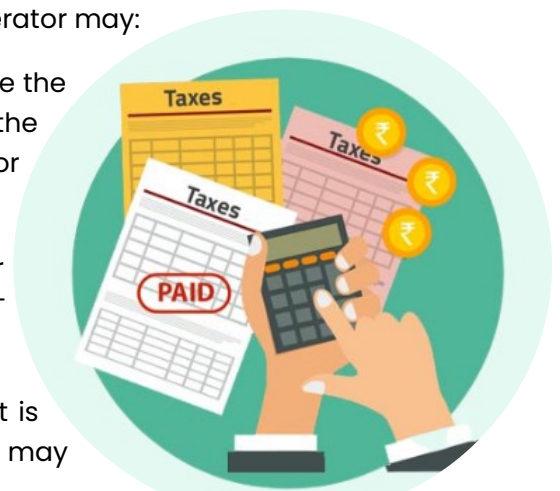 erator may:
e the
the
or
r
-
t is
may
Taxes
Taxes
Taxes
PAID
₹
₹
₹